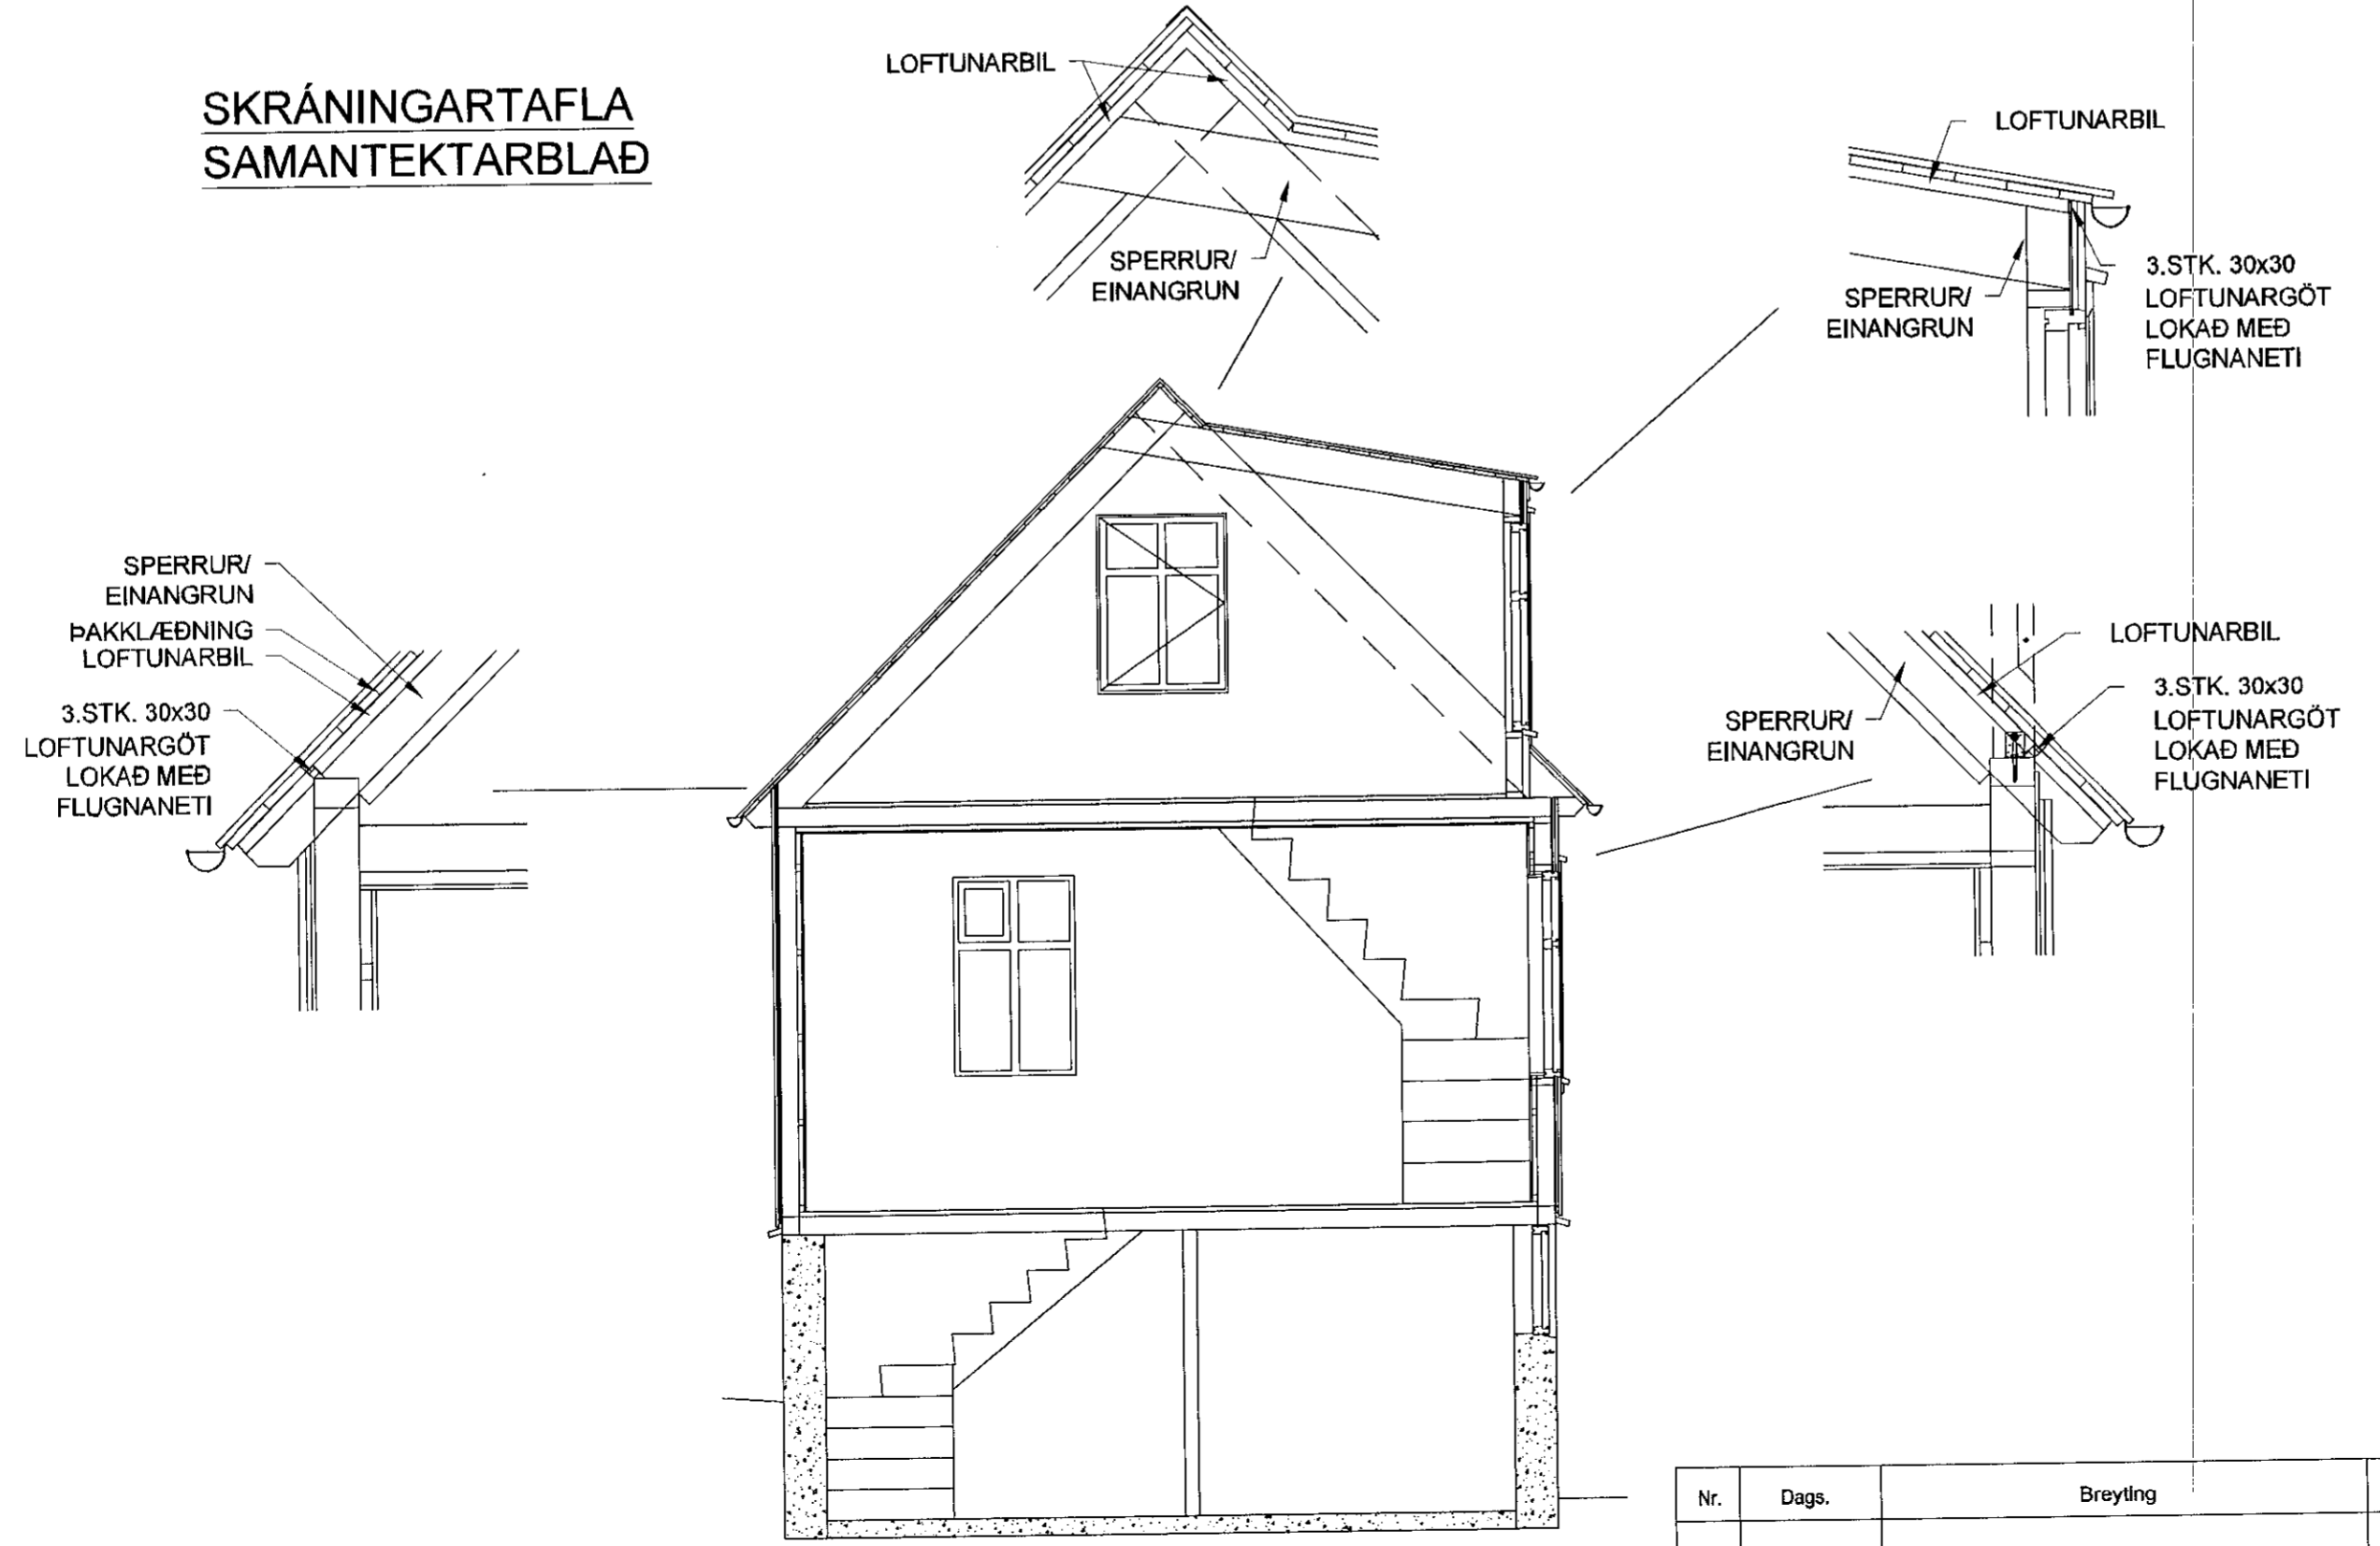 SKRÁNINGARTAFLA
SAMANTEKTARBLAÐ
LOFTUNARBIL
SPERRUR/
EINANGRUN
LOFTUNARBIL
SPERRUR/
EINANGRUN
3.STK. 30x30
LOFTUNARGÖT
LOKAÐ MEÐ
FLUGNANETI
SPERRUR/
EINANGRUN
ÞAKKLÆÐNING
LOFTUNARBIL
3.STK. 30x30
LOFTUNARGÖT
LOKAÐ MEÐ
FLUGNANETI
LOFTUNARBIL
SPERRUR/
EINANGRUN
3.STK. 30x30
LOFTUNARGÖT
LOKAÐ MEÐ
FLUGNANETI
Nr. Dags. Breyting